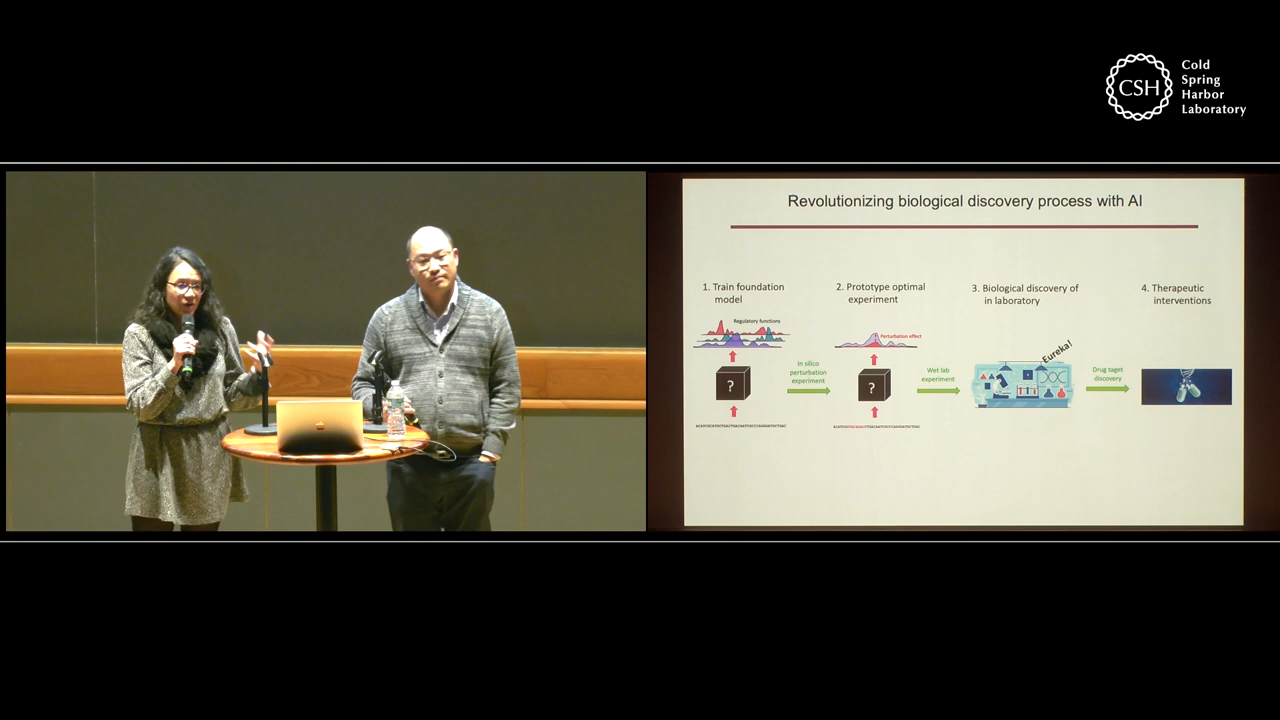 CSH
Cold
Spring
Harbor
Laboratory
Revolutionizing biological discovery process with AI
1. Train foundation
model
2. Prototype optimal
experiment
3. Biological discovery of
in laboratory
4. Therapeutic
interventions
Regulatory functions
Perturbation effect
Eureka!
In silico
perturbation
experiment
Wet lab
experiment
Drug taget
discovery
?
?